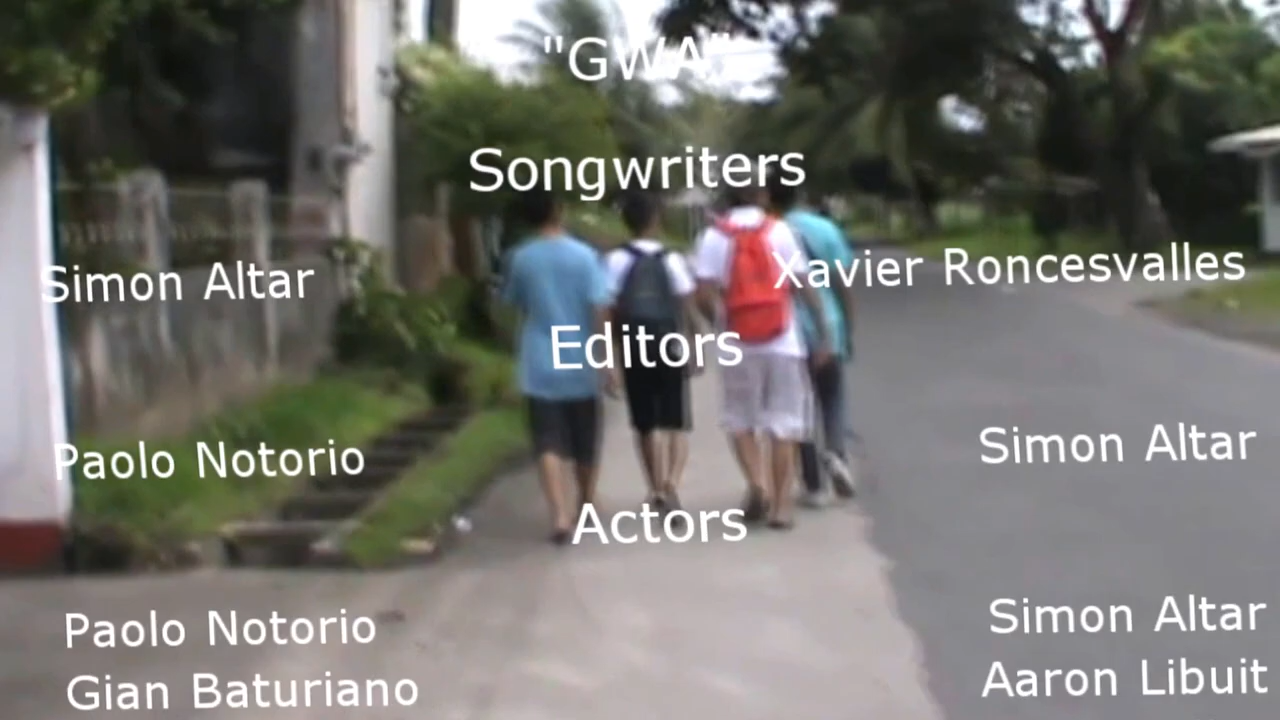 "GWA"
Songwriters
Simon Altar
Xavier Roncesvalles
Editors
Paolo Notorio
Simon Altar
Actors
Paolo Notorio
Simon Altar
Gian Baturiano
Aaron Libuit